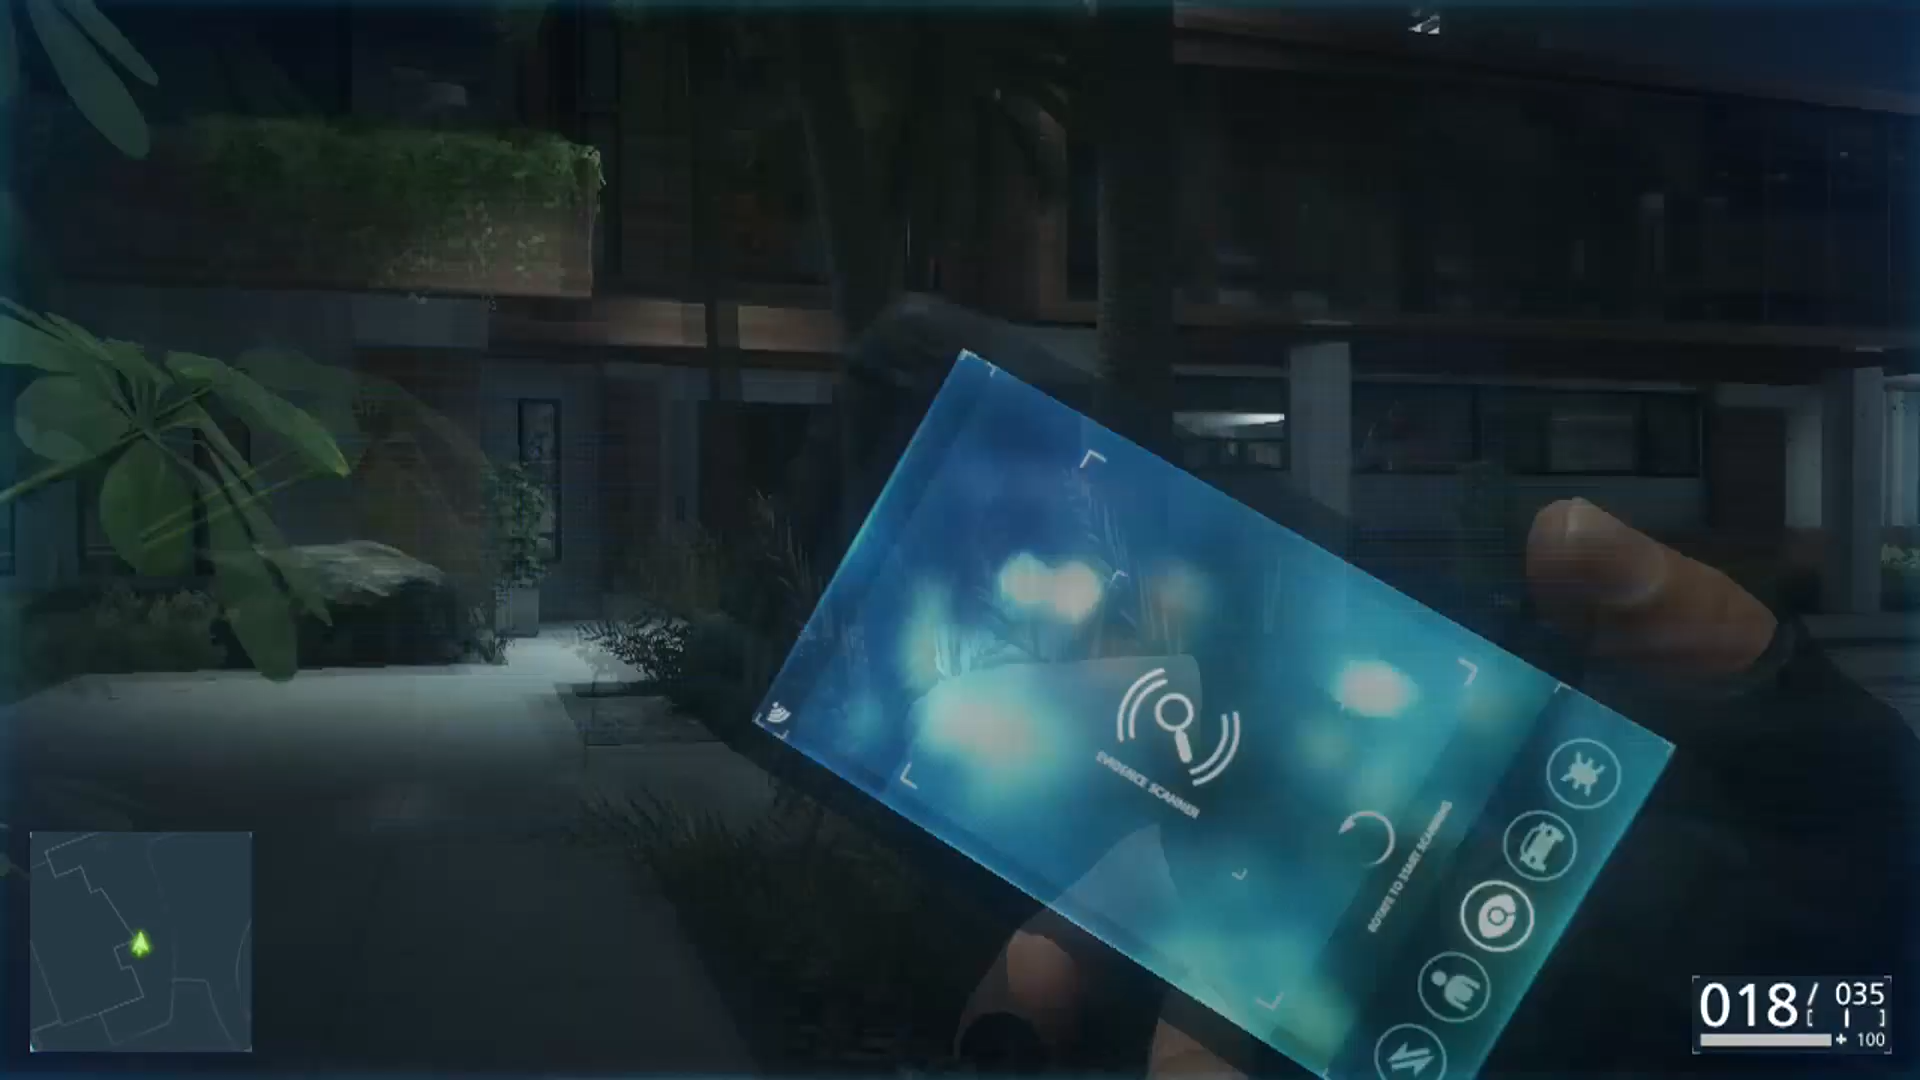 EVIDENCE SCANNER
ROTATE TO START SCANNING
018/ 035
+ 100